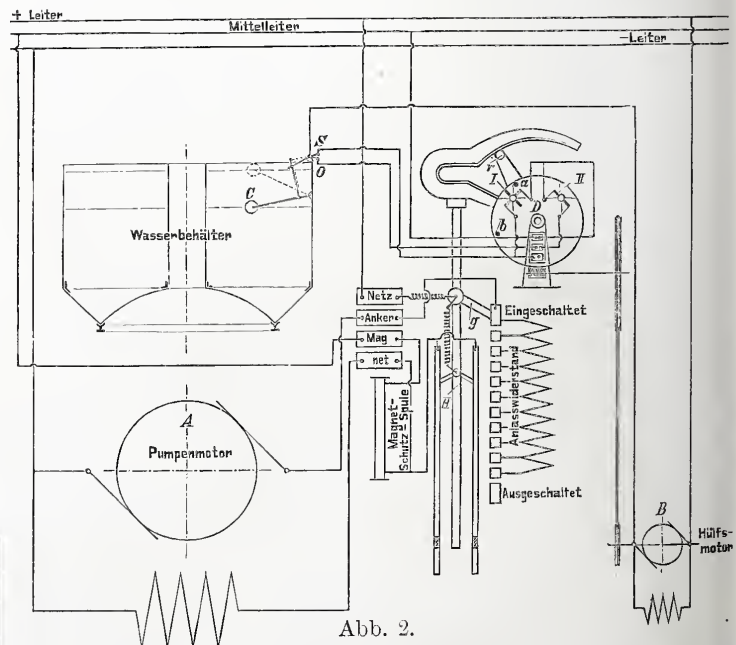 + Leiter
Mittelleiter
−Leiter
S
O
C
Wasserbehälter
r
I
a
II
D
b
Netz
Anker
Mag
net
g
Eingeschaltet
Anlasswiderstand
Ausgeschaltet
H
Magnet-
Schutz-Spule
A
Pumpenmotor
B
Hülfs-
motor
Abb. 2.